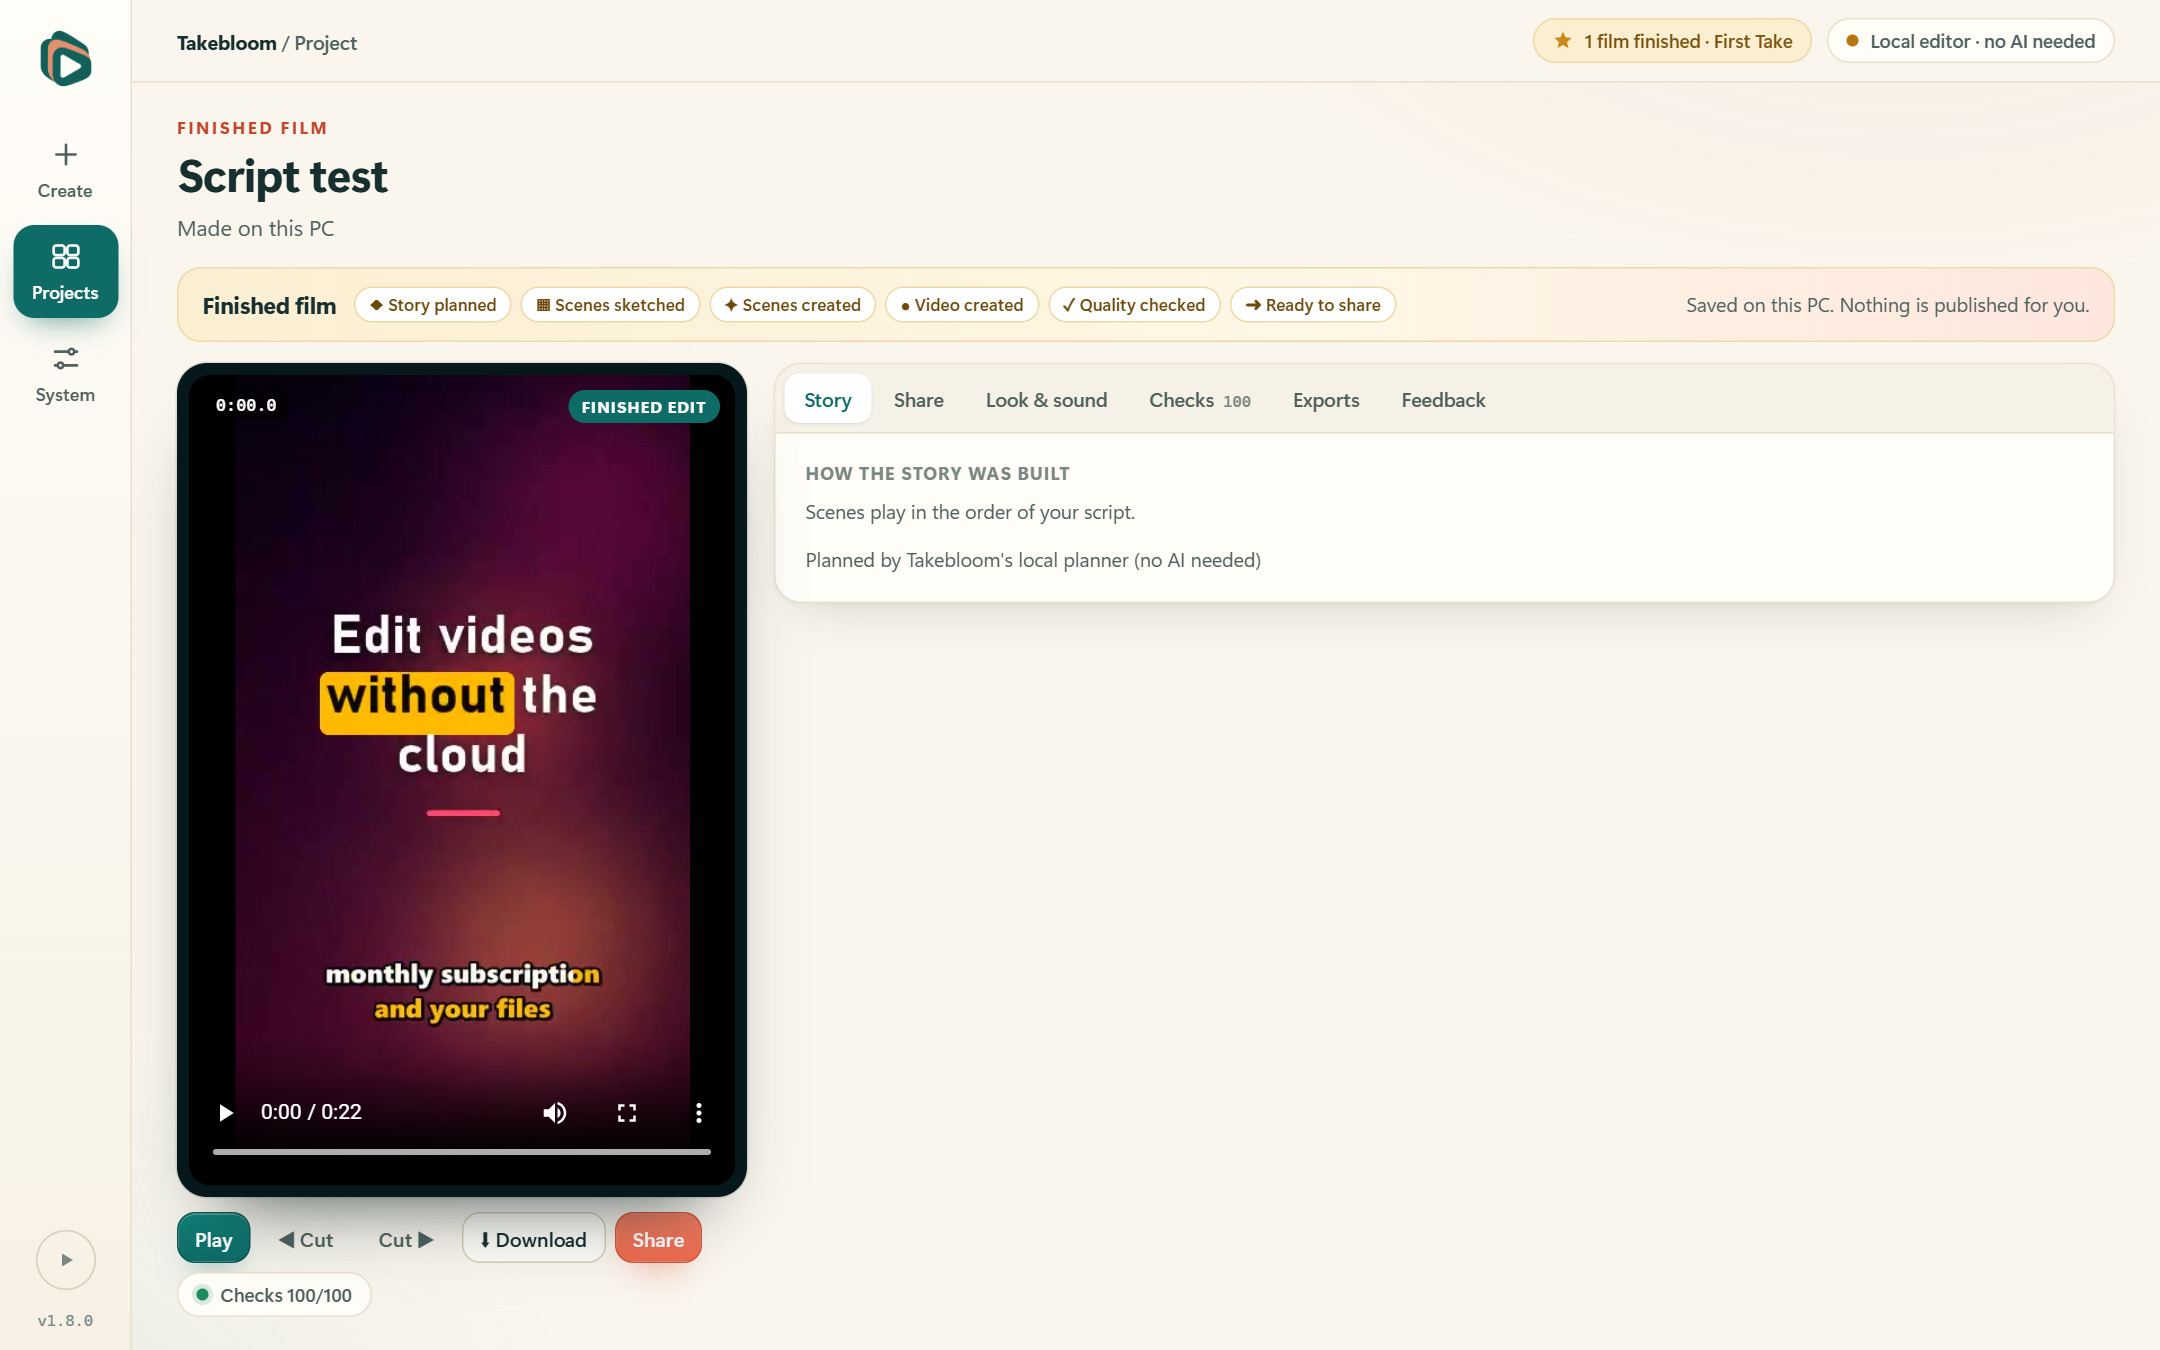 Takebloom / Project
★ 1 film finished · First Take
Local editor · no AI needed
Create
Projects
System
v1.8.0
FINISHED FILM
Script test
Made on this PC
Finished film
◆ Story planned
▦ Scenes sketched
✦ Scenes created
● Video created
✓ Quality checked
➜ Ready to share
Saved on this PC. Nothing is published for you.
0:00.0
FINISHED EDIT
Edit videos
without the
cloud
monthly subscription
and your files
0:00 / 0:22
Play
◀ Cut
Cut ▶
⬇ Download
Share
Checks 100/100
Story
Share
Look & sound
Checks 100
Exports
Feedback
HOW THE STORY WAS BUILT
Scenes play in the order of your script.
Planned by Takebloom's local planner (no AI needed)